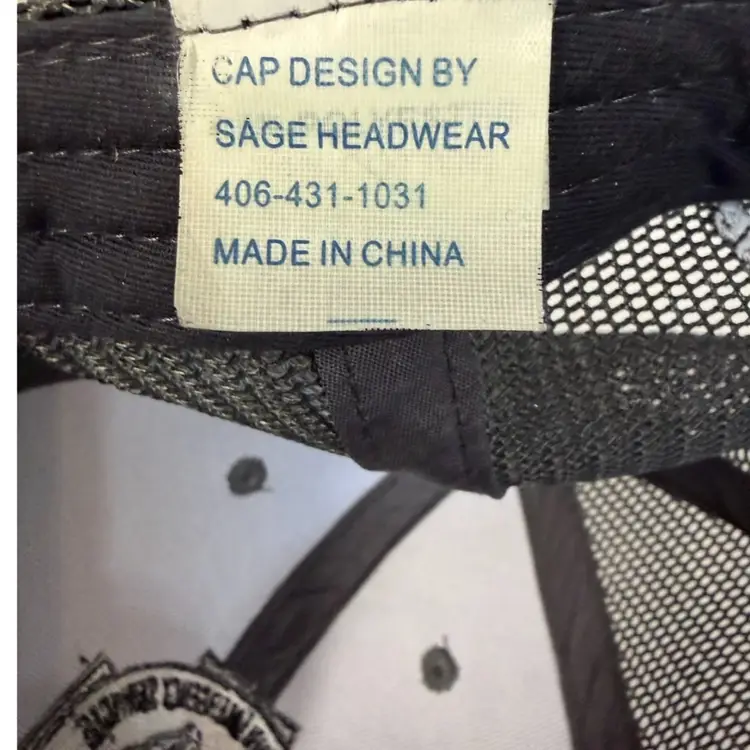 CAP DESIGN BY
SAGE HEADWEAR
406-431-1031
MADE IN CHINA